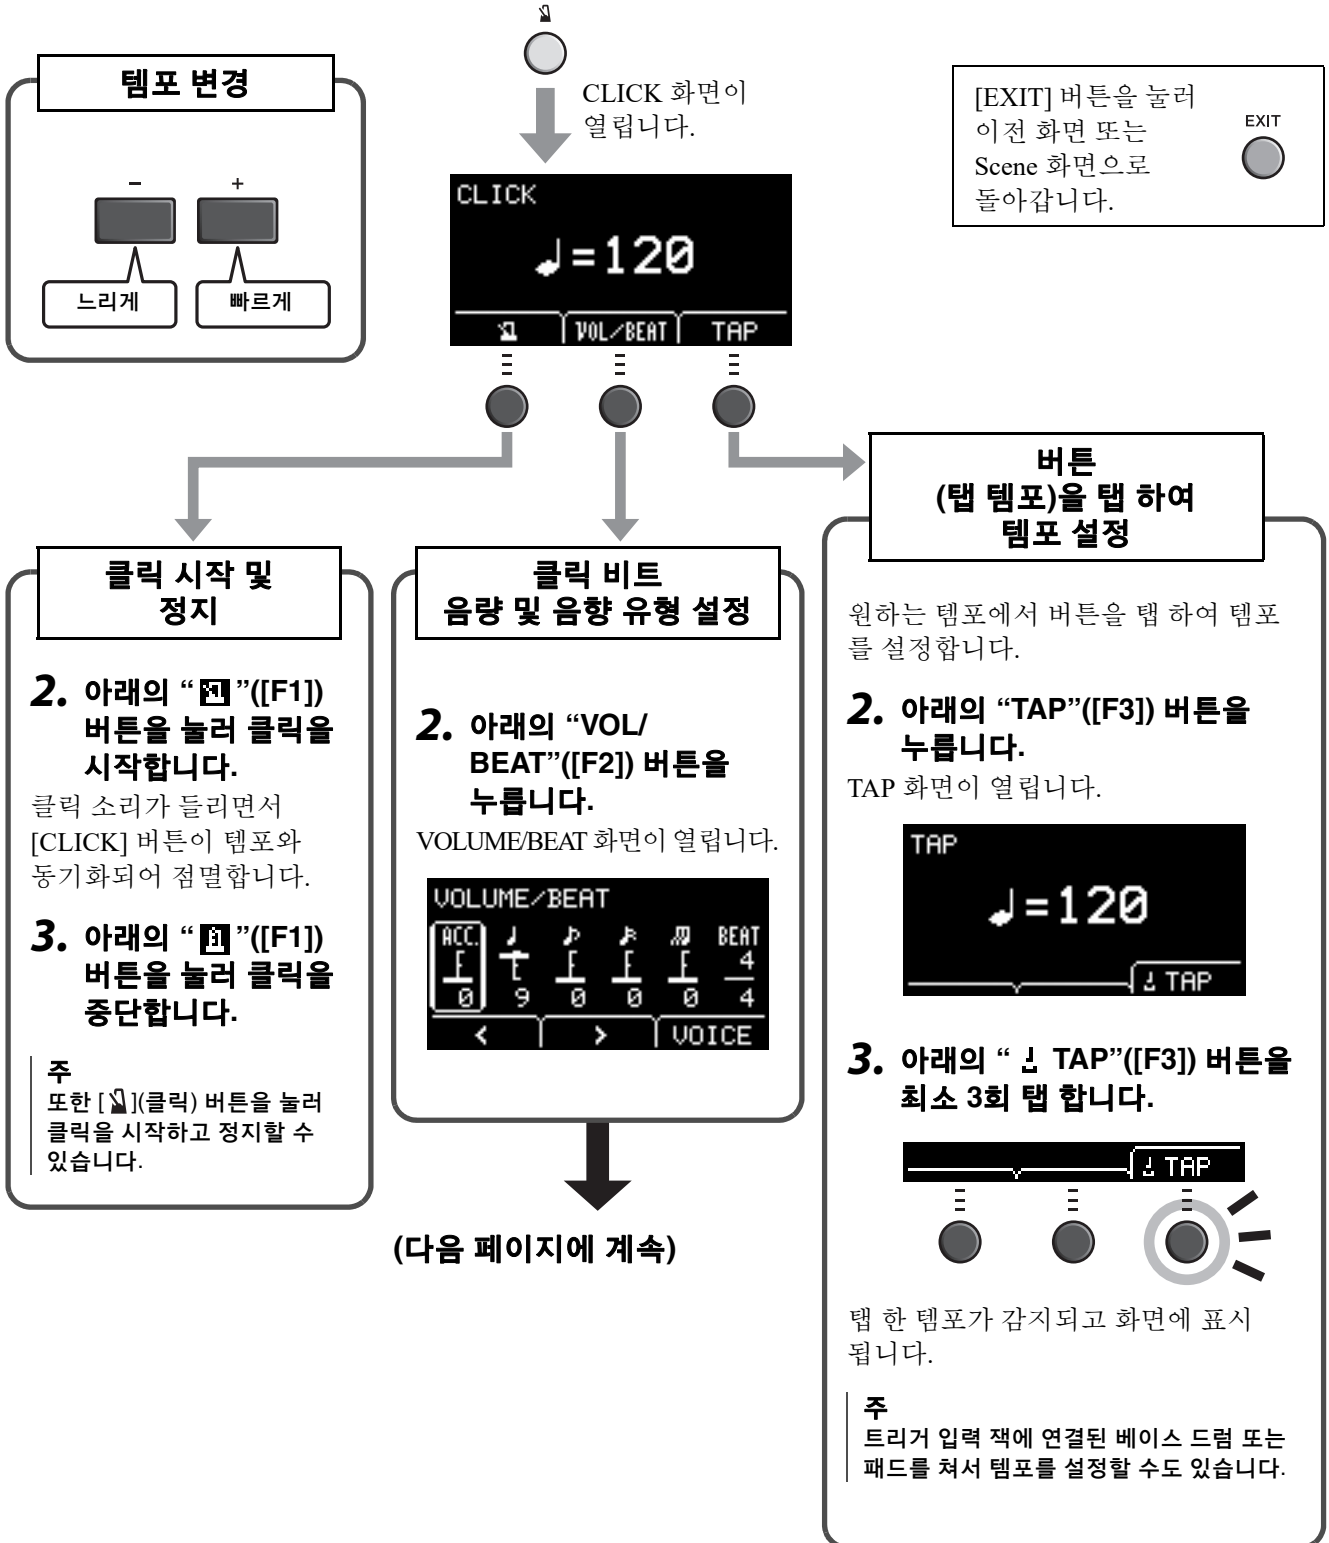 템포 변경
-
+
느리게
빠르게
CLICK 화면이
열립니다.
[EXIT] 버튼을 눌러
이전 화면 또는
Scene 화면으로
돌아갑니다.
EXIT
CLICK
♩=120
VOL/BEAT
TAP
클릭 시작 및
정지
2. 아래의 “ ”([F1])
버튼을 눌러 클릭을
시작합니다.
클릭 소리가 들리면서
[CLICK] 버튼이 템포와
동기화되어 점멸합니다.
3. 아래의 “ ”([F1])
버튼을 눌러 클릭을
중단합니다.
주
또한 [ ](클릭) 버튼을 눌러
클릭을 시작하고 정지할 수
있습니다.
클릭 비트
음량 및 음향 유형 설정
2. 아래의 “VOL/
BEAT”([F2]) 버튼을
누릅니다.
VOLUME/BEAT 화면이 열립니다.
VOLUME/BEAT
ACC. BEAT
4
0 9 0 0 0 4
< > VOICE
(다음 페이지에 계속)
버튼
(탭 템포)을 탭 하여
템포 설정
원하는 템포에서 버튼을 탭 하여 템포
를 설정합니다.
2. 아래의 “TAP”([F3]) 버튼을
누릅니다.
TAP 화면이 열립니다.
TAP
♩=120
TAP
3. 아래의 “ TAP”([F3]) 버튼을
최소 3회 탭 합니다.
TAP
탭 한 템포가 감지되고 화면에 표시
됩니다.
주
트리거 입력 잭에 연결된 베이스 드럼 또는
패드를 쳐서 템포를 설정할 수도 있습니다.